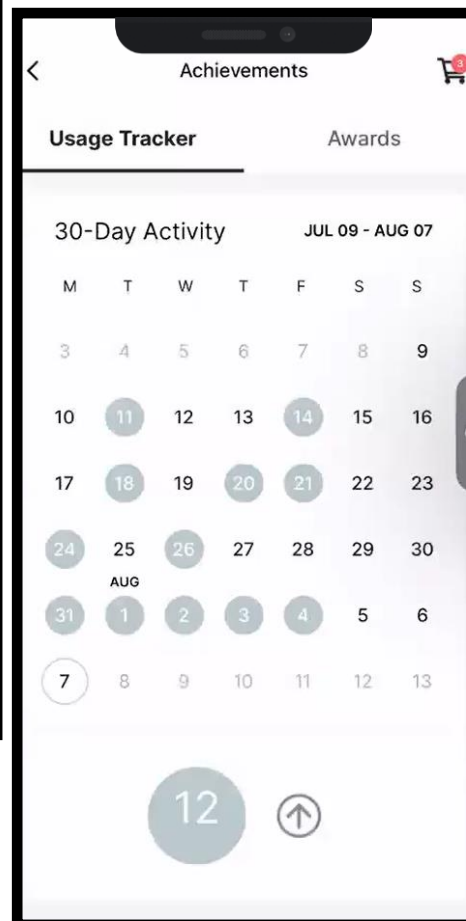 Achievements
3
Usage Tracker Awards
30-Day Activity JUL 09 - AUG 07
M T W T F S S
3 4 5 6 7 8 9
10 11 12 13 14 15 16
17 18 19 20 21 22 23
24 25 26 27 28 29 30
AUG
31 1 2 3 4 5 6
7 8 9 10 11 12 13
12